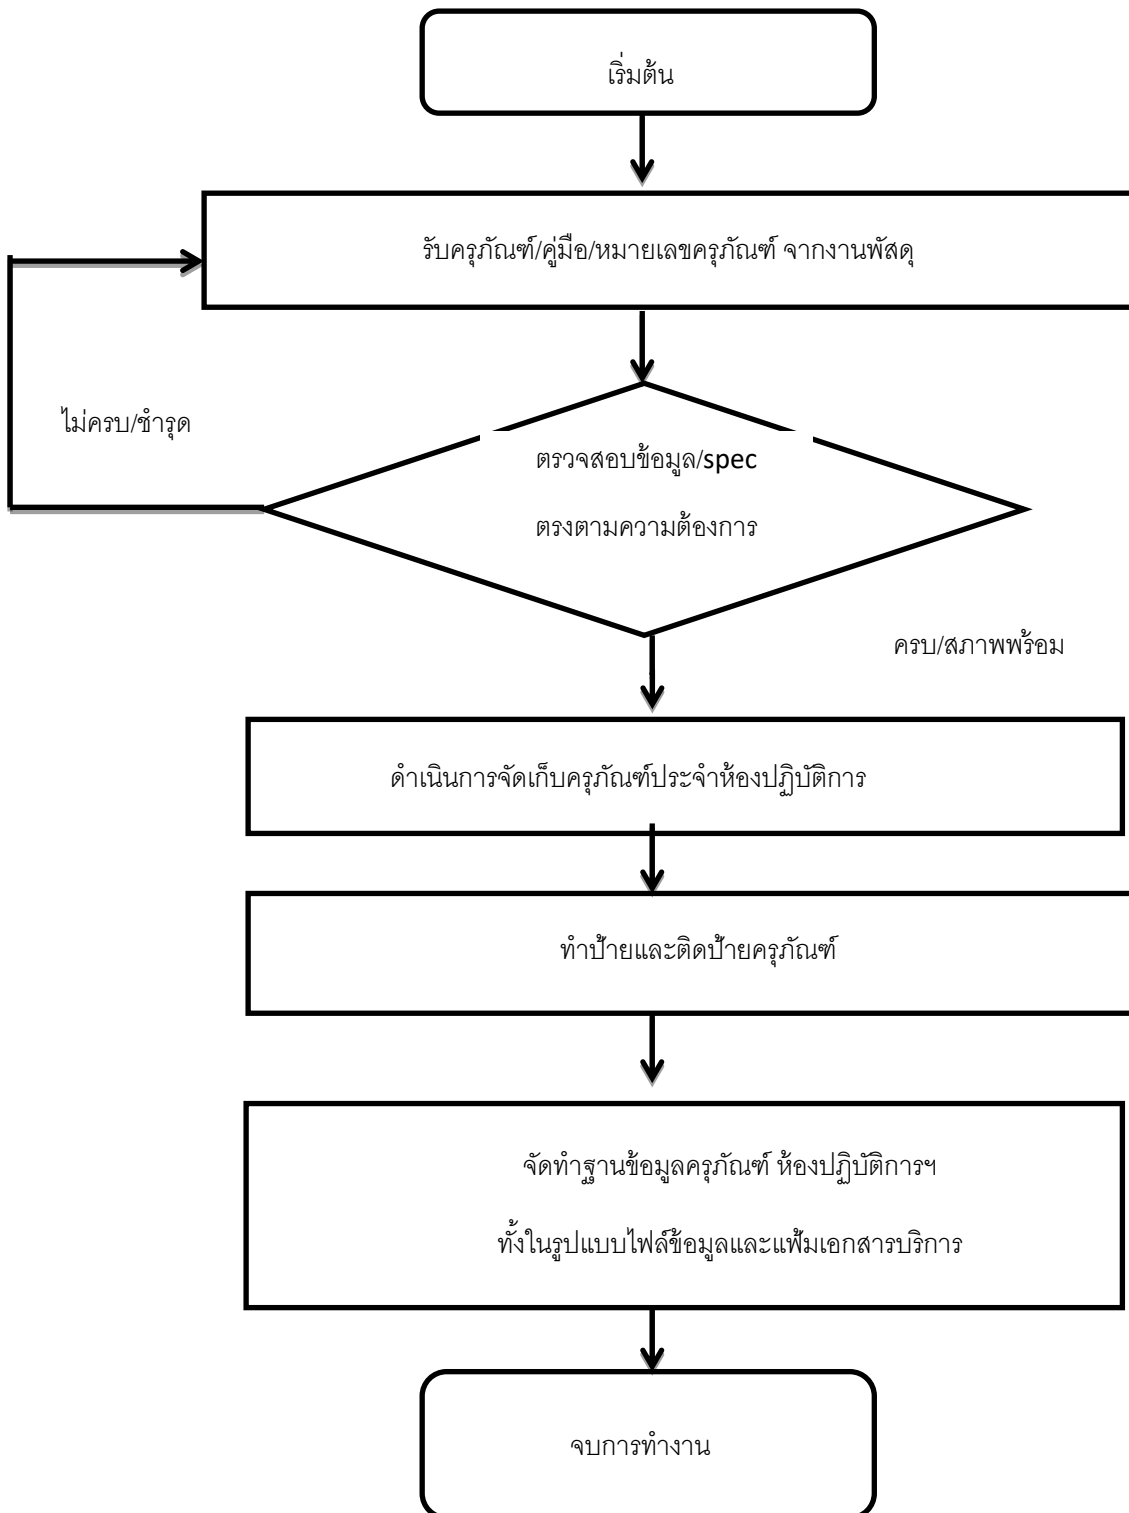 เริ่มต้น
รับครุภัณฑ์/คู่มือ/หมายเลขครุภัณฑ์ จากงานพัสดุ
ไม่ครบ/ชำรุด
ตรวจสอบข้อมูล/spec
ตรงตามความต้องการ
ครบ/สภาพพร้อม
ดำเนินการจัดเก็บครุภัณฑ์ประจำห้องปฏิบัติการ
ทำป้ายและติดป้ายครุภัณฑ์
จัดทำฐานข้อมูลครุภัณฑ์ ห้องปฏิบัติการฯ
ทั้งในรูปแบบไฟล์ข้อมูลและแฟ้มเอกสารบริการ
จบการทำงาน